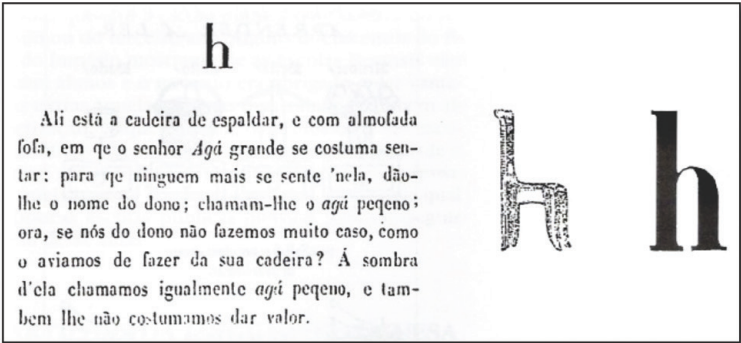 h
Ali está a cadeira de espaldar, e com almofada
fofa, em qe o senhor Agá grande se costuma sen-
tar: para qe ninguem mais se sente 'nela, dão-
lhe o nome do dono; chamam-lhe o agá peqeno;
ora, se nós do dono não fazemos muito caso, como
o aviamos de fazer da sua cadeira? Á sombra
d'ela chamamos igualmente agá peqeno, e tam-
bem lhe não costumamos dar valor.
h